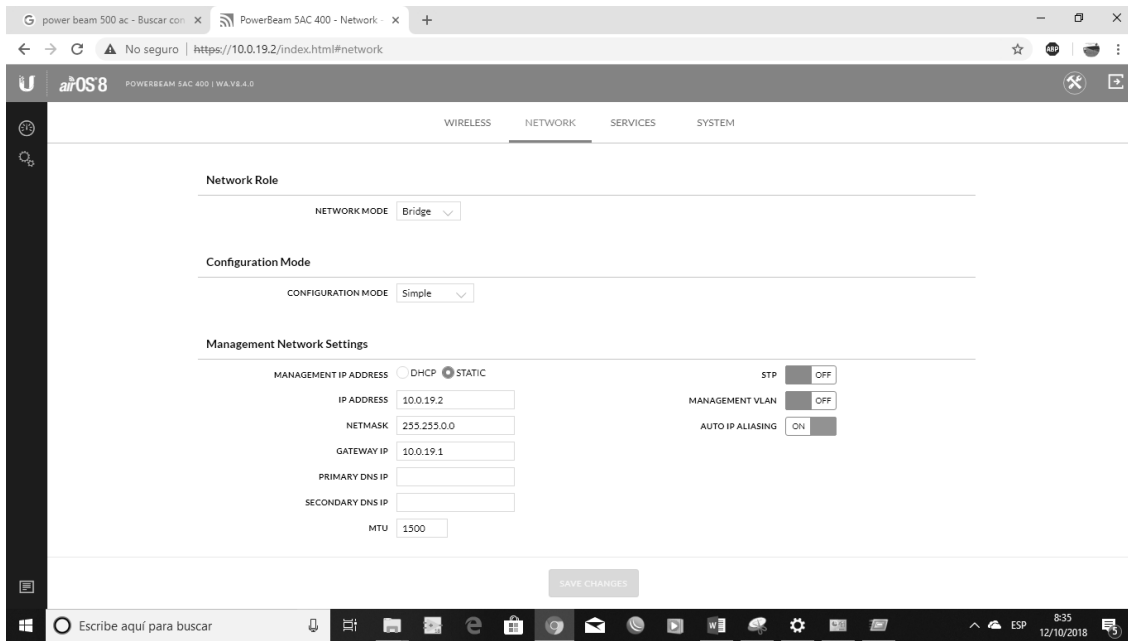 power beam 500 ac - Buscar con
PowerBeam 5AC 400 - Network -
No seguro | https://10.0.19.2/index.html#network
ABP
airOS 8 POWERBEAM 5AC 400 | WA.V8.4.0
WIRELESS NETWORK SERVICES SYSTEM
Network Role
NETWORK MODE Bridge
Configuration Mode
CONFIGURATION MODE Simple
Management Network Settings
MANAGEMENT IP ADDRESS DHCP STATIC
STP OFF
IP ADDRESS 10.0.19.2
MANAGEMENT VLAN OFF
NETMASK 255.255.0.0
AUTO IP ALIASING ON
GATEWAY IP 10.0.19.1
PRIMARY DNS IP
SECONDARY DNS IP
MTU 1500
SAVE CHANGES
Escribe aquí para buscar
ESP
8:35
12/10/2018
5